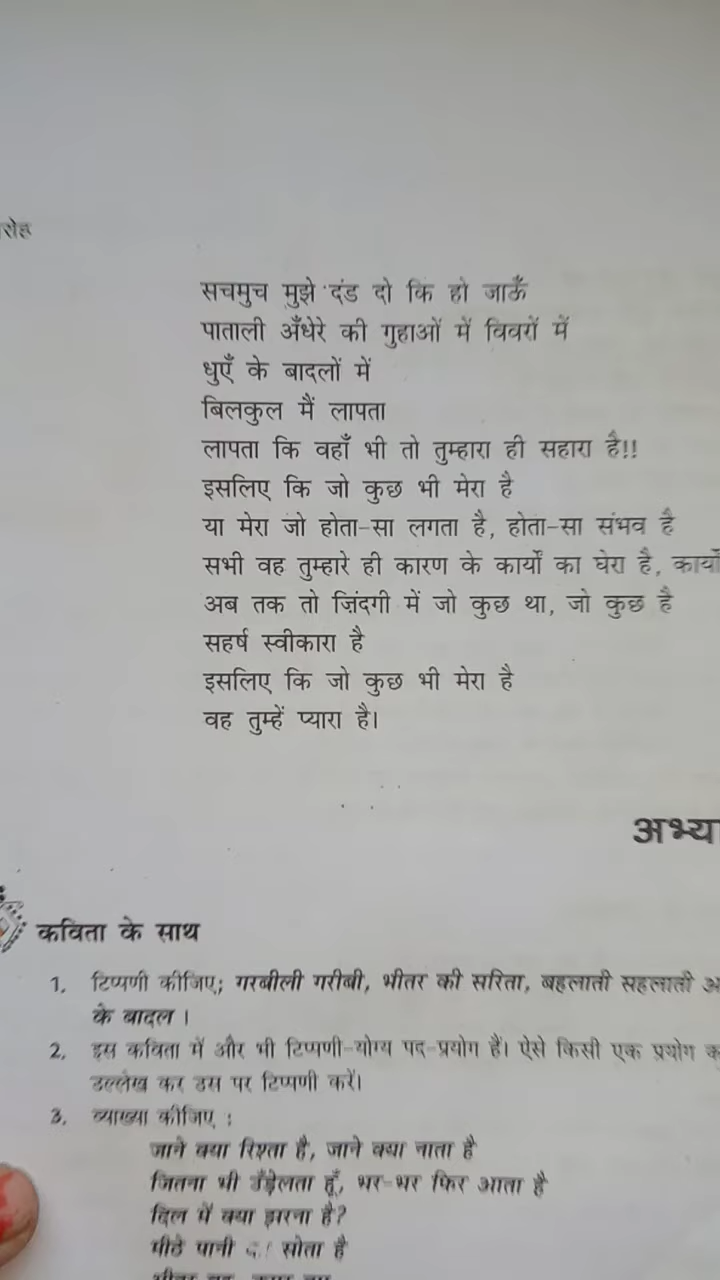 सचमुच मुझे दंड दो कि हो जाऊँ
पाताली अँधेरे की गुहाओं में विवरों में
धुएँ के बादलों में
बिलकुल मैं लापता
लापता कि वहाँ भी तो तुम्हारा ही सहारा है!!
इसलिए कि जो कुछ भी मेरा है
या मेरा जो होता-सा लगता है, होता-सा संभव है
सभी वह तुम्हारे ही कारण के कार्यों का घेरा है,
अब तक तो ज़िंदगी में जो कुछ था, जो कुछ है
सहर्ष स्वीकारा है
इसलिए कि जो कुछ भी मेरा है
वह तुम्हें प्यारा है।
कविता के साथ
1. टिप्पणी कीजिए; गरबीली गरीबी, भीतर की सरिता, बहलाती सहलाती
के बादल।
2. इस कविता में और भी टिप्पणी-योग्य पद-प्रयोग हैं। ऐसे किसी एक प्रयोग
उल्लेख कर उस पर टिप्पणी करें।
3. व्याख्या कीजिए :
जाने क्या रिश्ता है, जाने क्या नाता है
जितना भी उँड़ेलता हूँ, भर-भर फिर आता है
दिल में क्या झरना है?
मीठे पानी सोता है